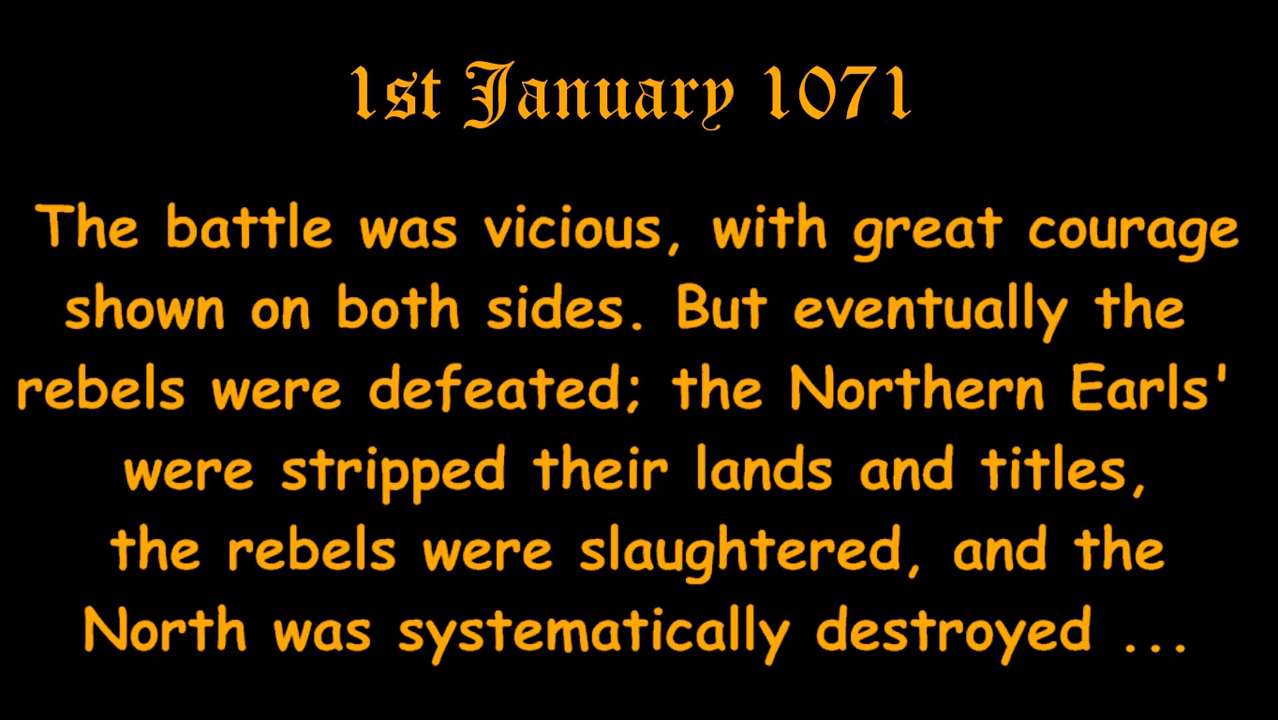 1st January 1071
The battle was vicious, with great courage
shown on both sides. But eventually the
rebels were defeated; the Northern Earls'
were stripped their lands and titles,
the rebels were slaughtered, and the
North was systematically destroyed ...